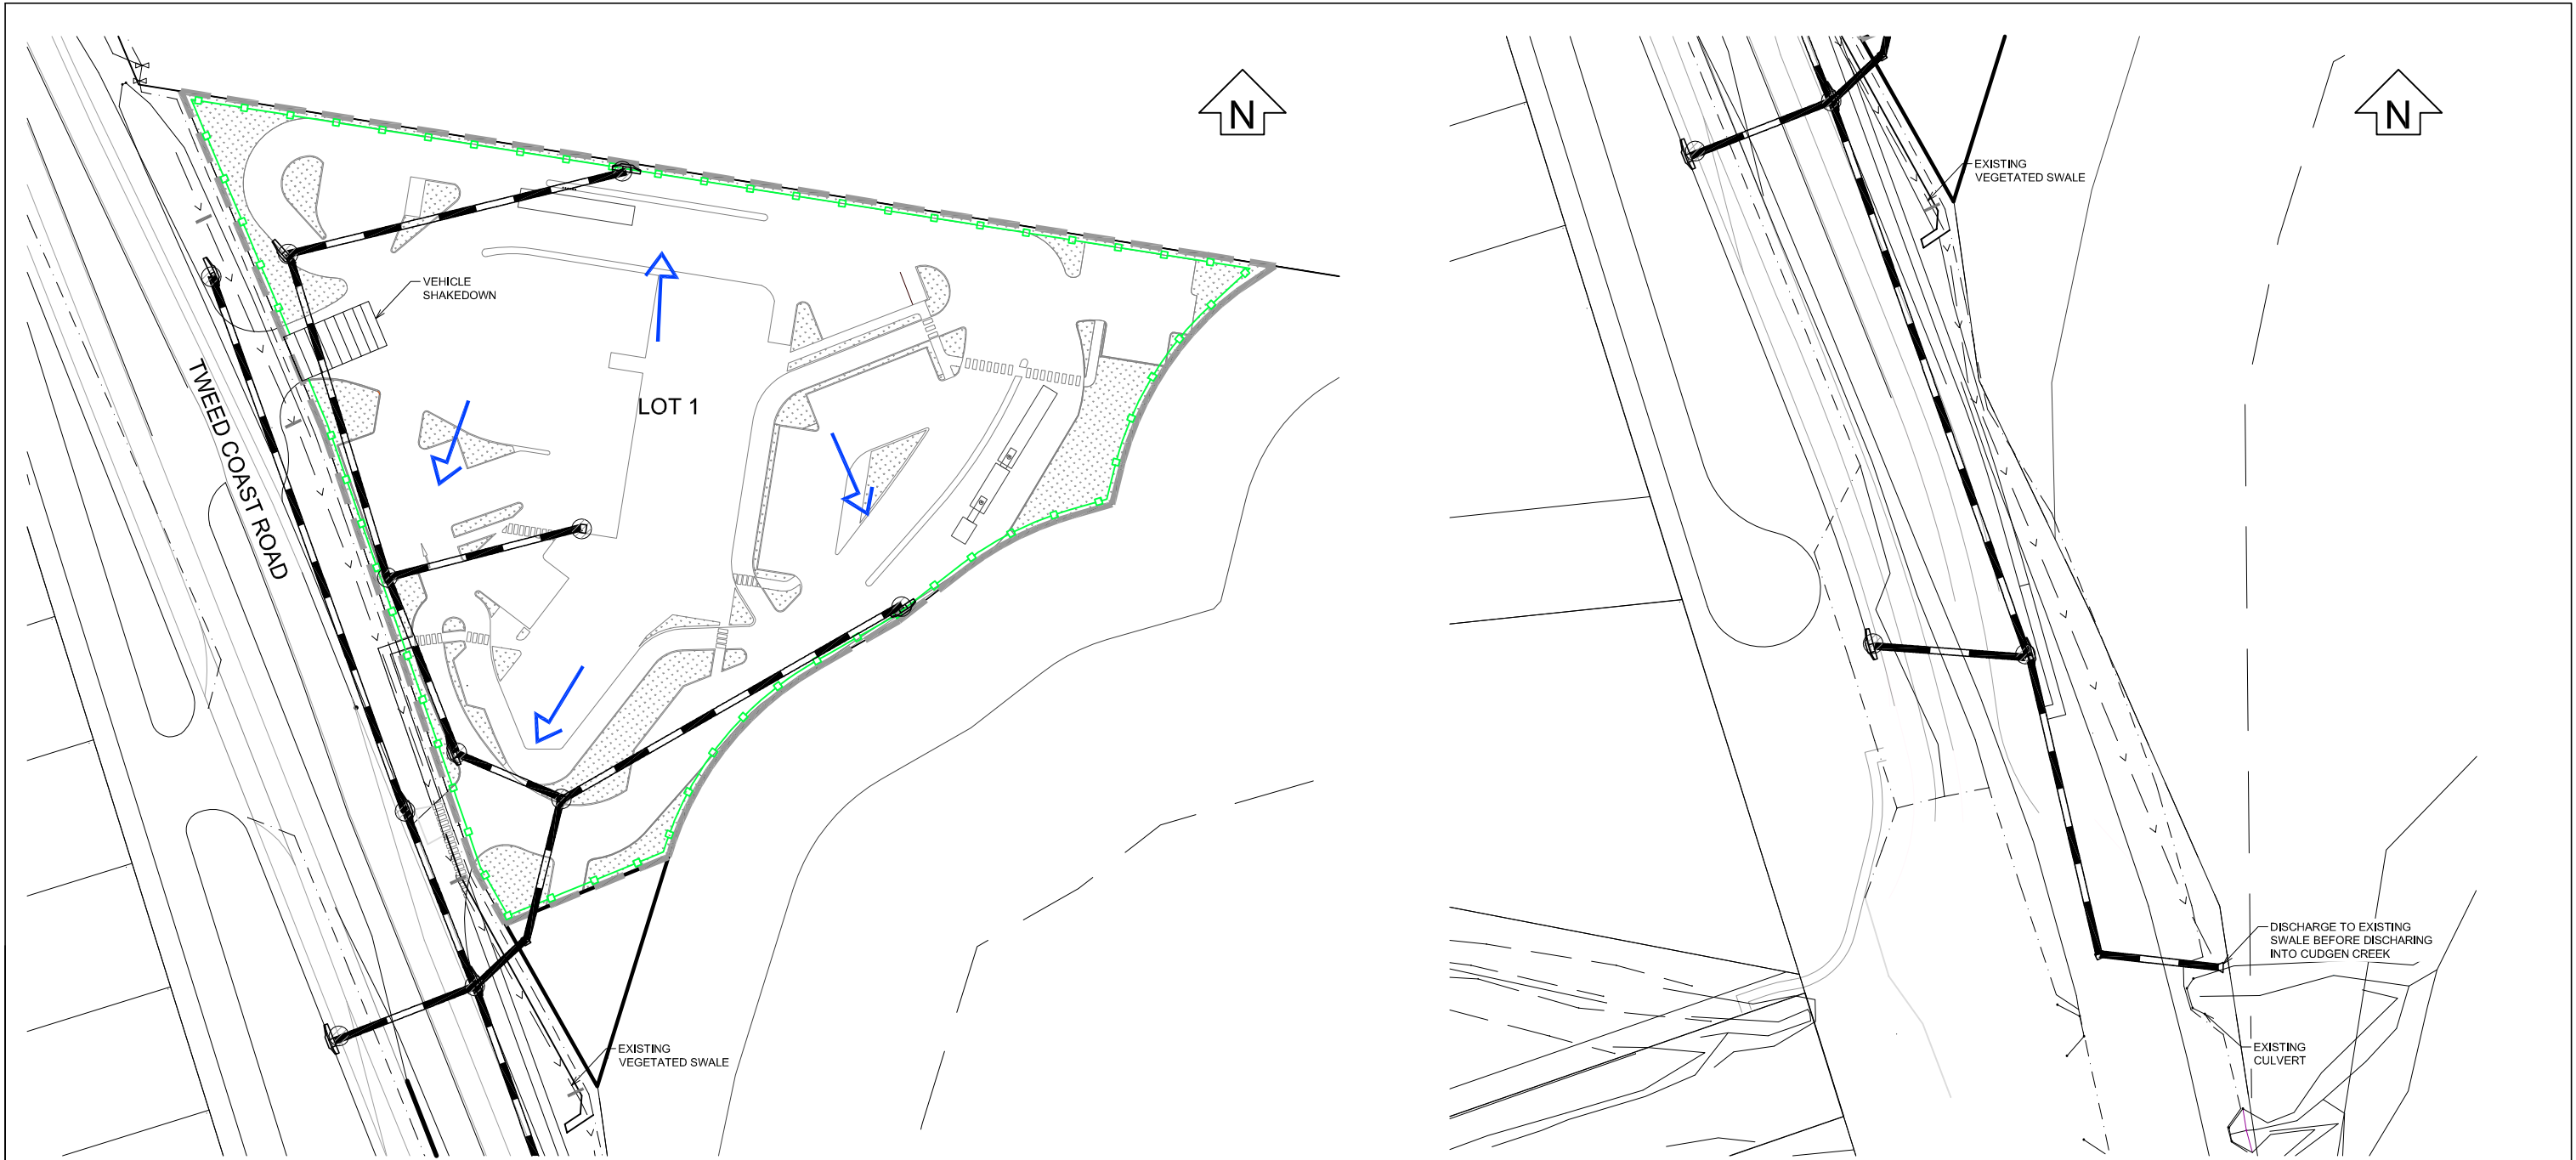 N
VEHICLE
SHAKEDOWN
LOT 1
TWEED COAST ROAD
EXISTING
VEGETATED SWALE
N
EXISTING
VEGETATED SWALE
DISCHARGE TO EXISTING
SWALE BEFORE DISCHARING
INTO CUDGEN CREEK
EXISTING
CULVERT